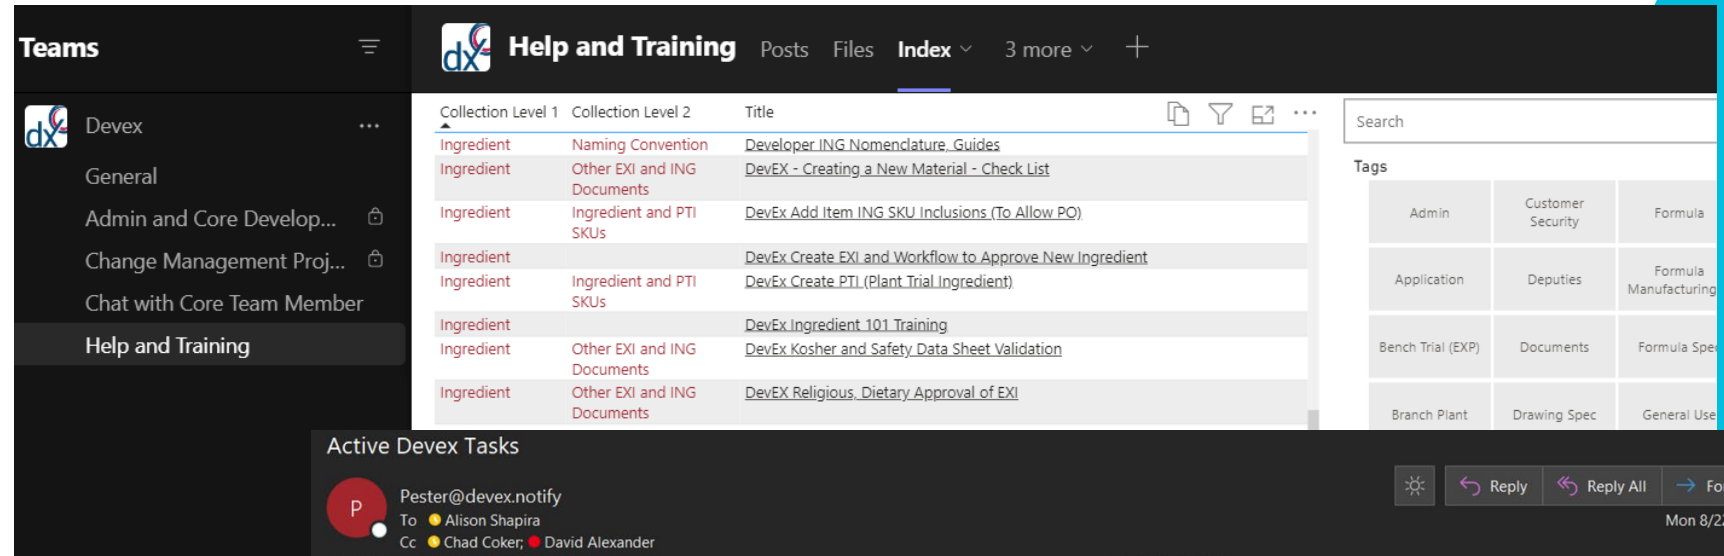 Teams
Devex
General
Admin and Core Develop...
Change Management Proj...
Chat with Core Team Member
Help and Training
dx
dx Help and Training Posts Files Index 3 more
Collection Level 1 Collection Level 2 Title
Ingredient Naming Convention Developer ING Nomenclature, Guides
Ingredient Other EXI and ING DevEX - Creating a New Material - Check List
Documents
Ingredient Ingredient and PTI DevEx Add Item ING SKU Inclusions (To Allow PO)
SKUs
Ingredient DevEx Create EXI and Workflow to Approve New Ingredient
Ingredient Ingredient and PTI DevEx Create PTI (Plant Trial Ingredient)
SKUs
Ingredient DevEx Ingredient 101 Training
Ingredient Other EXI and ING DevEx Kosher and Safety Data Sheet Validation
Documents
Ingredient Other EXI and ING DevEX Religious, Dietary Approval of EXI
Documents
Search
Tags
Admin Customer Formula
Security
Application Deputies Formula
Manufacturing
Bench Trial (EXP) Documents Formula Spec
Branch Plant Drawing Spec General Use
Active Devex Tasks
P
Pester@devex.notify
To Alison Shapira
Cc Chad Coker; David Alexander
Reply Reply All Fo
Mon 8/22